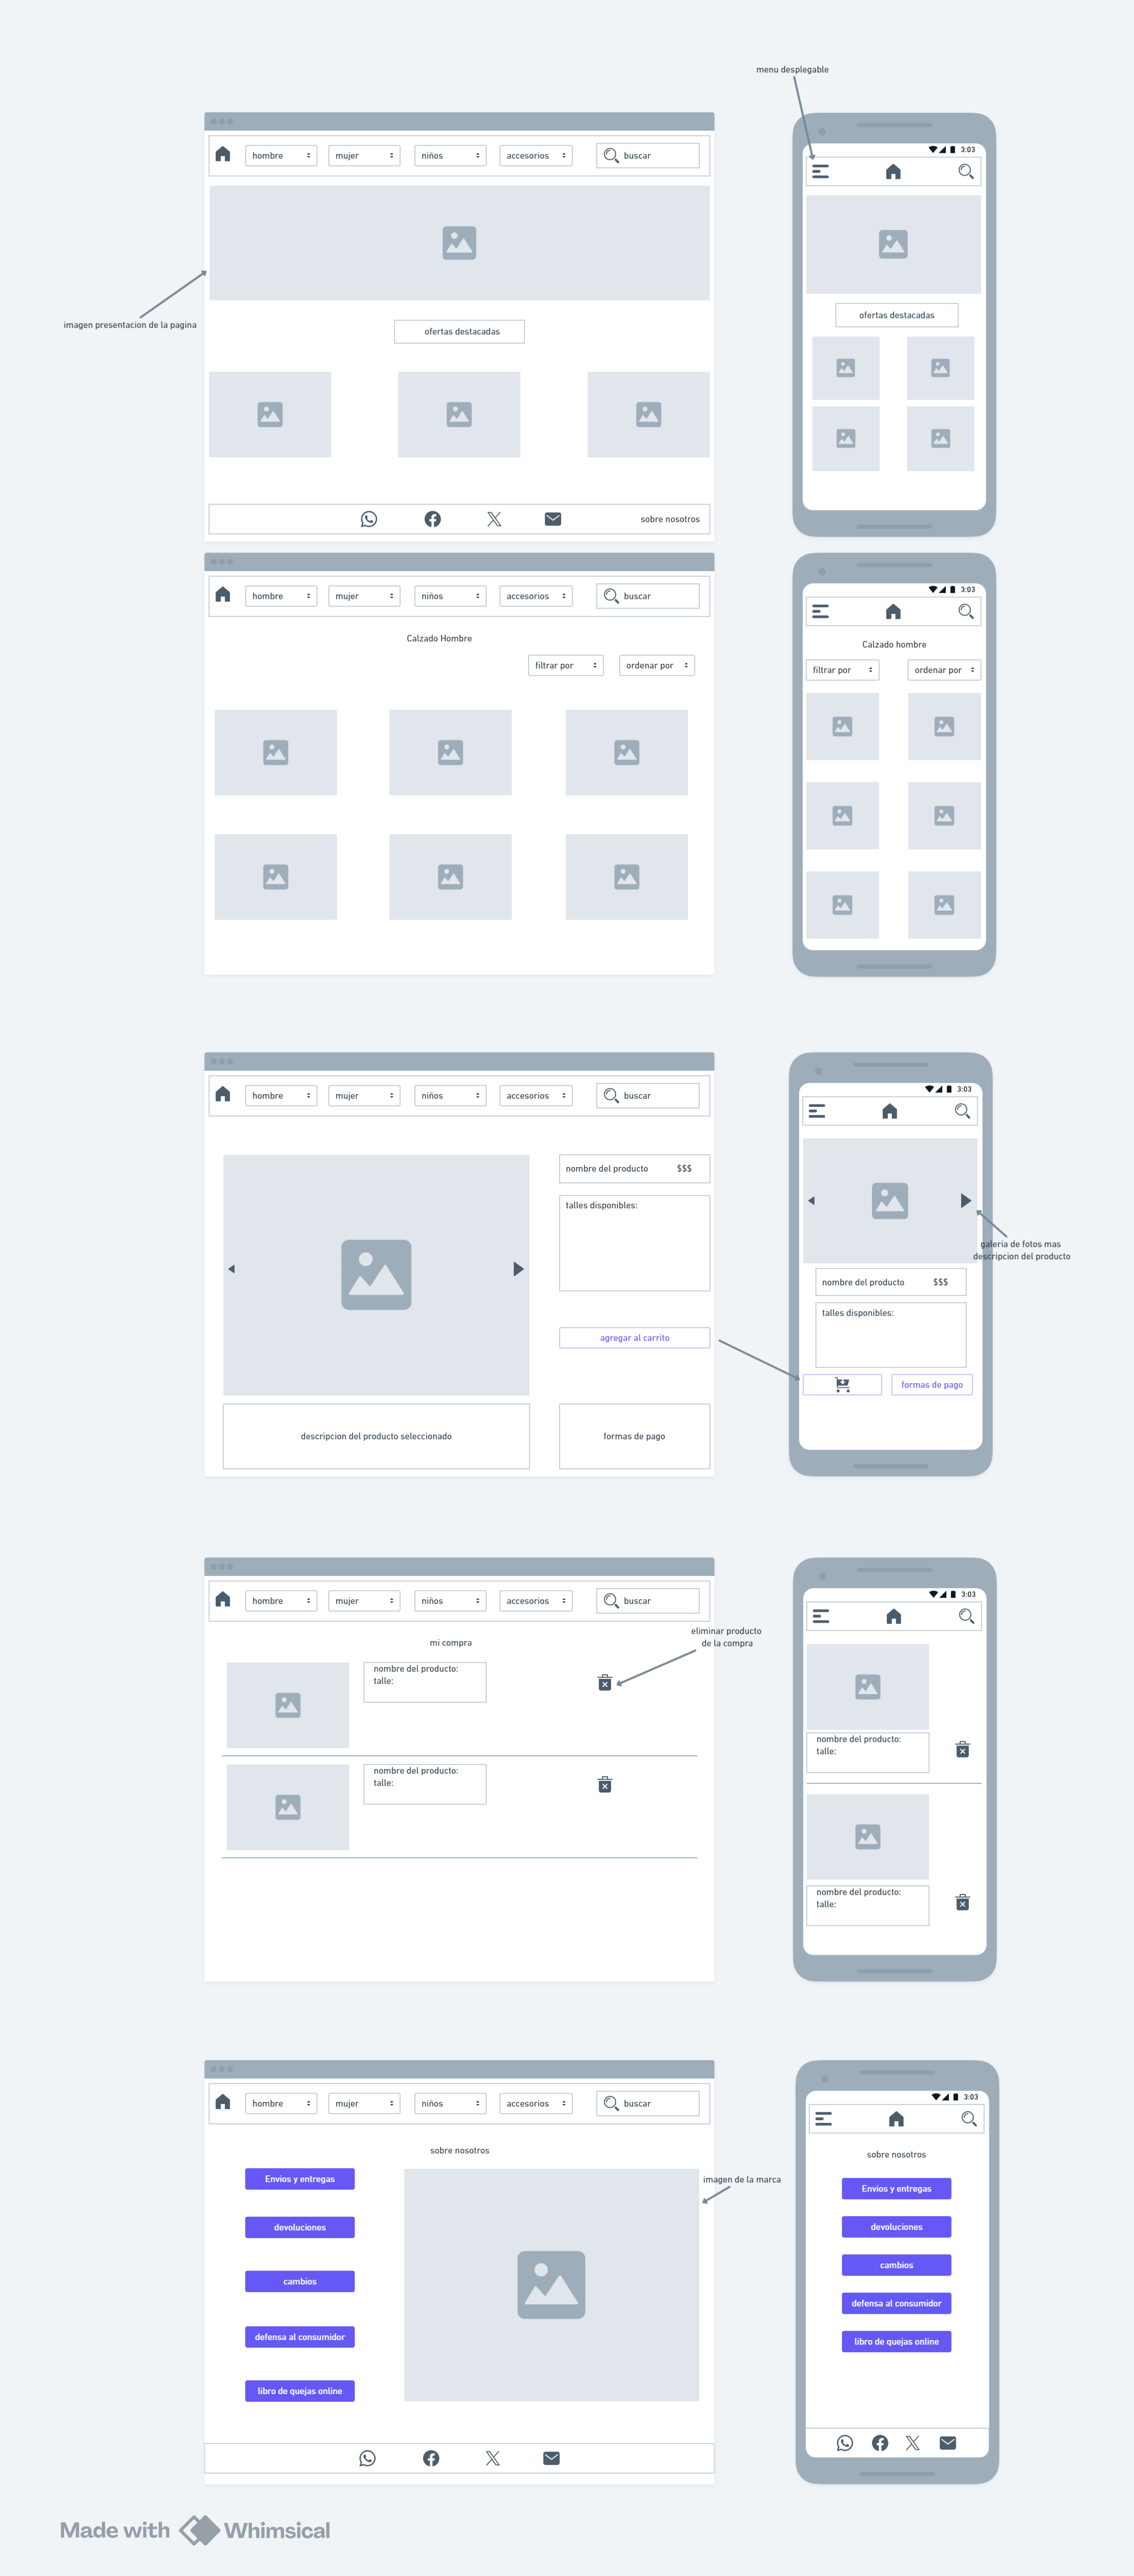 menu desplegable
hombre mujer niños accesorios buscar
3:03
imagen presentacion de la pagina
ofertas destacadas
ofertas destacadas
sobre nosotros
hombre mujer niños accesorios buscar
3:03
Calzado Hombre
filtrar por ordenar por
Calzado hombre
filtrar por ordenar por
hombre mujer niños accesorios buscar
3:03
nombre del producto $$$
talles disponibles:
agregar al carrito
descripcion del producto seleccionado
formas de pago
galeria de fotos mas
descripcion del producto
nombre del producto $$$
talles disponibles:
formas de pago
hombre mujer niños accesorios buscar
3:03
mi compra
eliminar producto
de la compra
nombre del producto:
talle:
nombre del producto:
talle:
nombre del producto:
talle:
nombre del producto:
talle:
hombre mujer niños accesorios buscar
3:03
sobre nosotros
Envios y entregas
devoluciones
cambios
defensa al consumidor
libro de quejas online
imagen de la marca
sobre nosotros
Envios y entregas
devoluciones
cambios
defensa al consumidor
libro de quejas online
Made with Whimsical